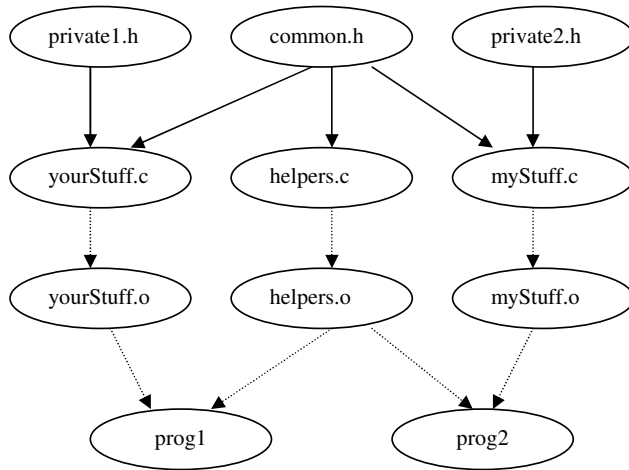 private1.h
common.h
private2.h
yourStuff.c
helpers.c
myStuff.c
yourStuff.o
helpers.o
myStuff.o
prog1
prog2